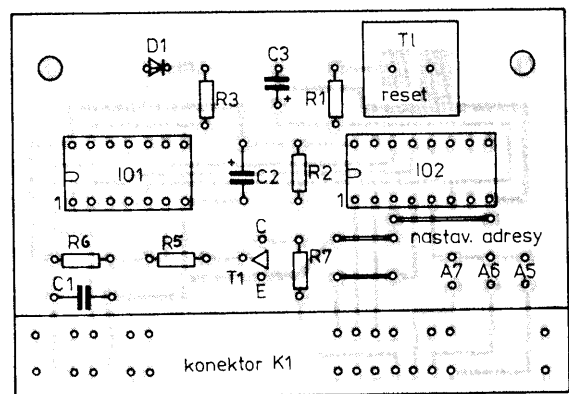 D1
C3
Tl
R3
R1
reset
+
IO1
1
+
C2
R2
IO2
1
nastav. adresy
R6
R5
C
T1
E
R7
A7 A6 A5
C1
konektor K1